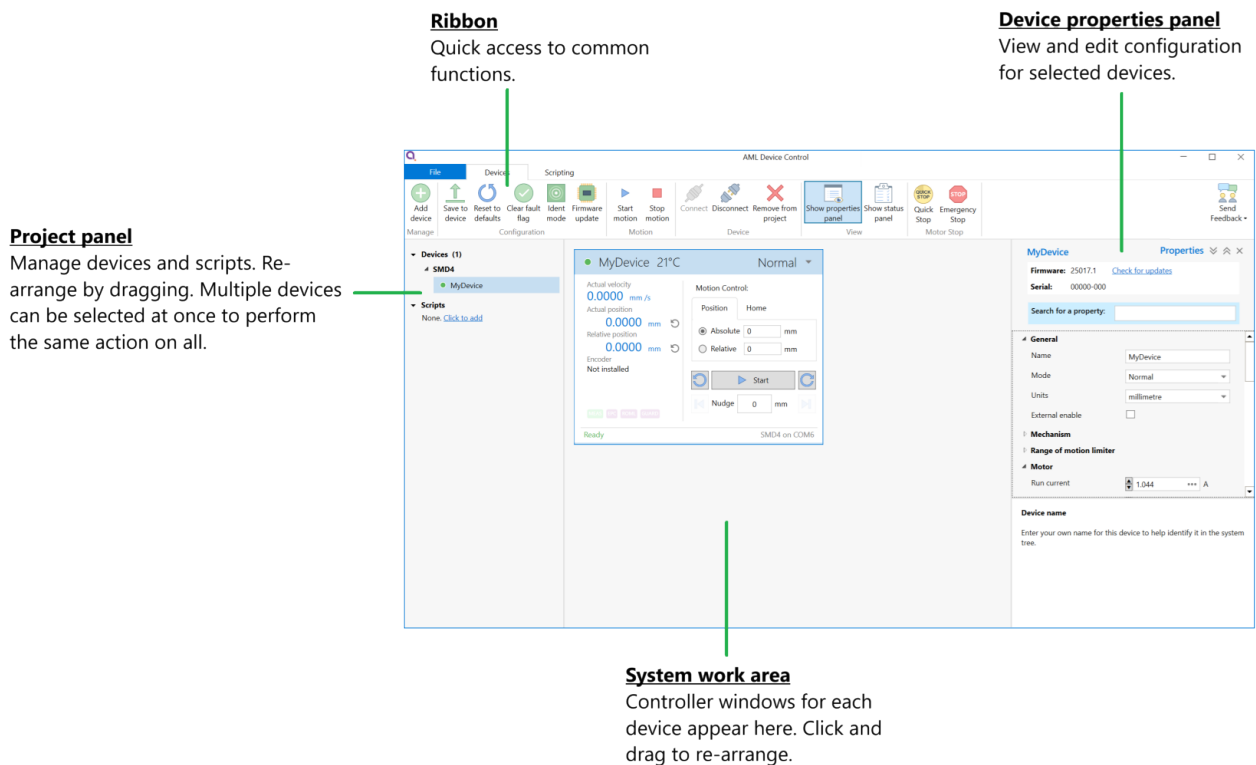 Ribbon
Quick access to common
functions.
Device properties panel
View and edit configuration
for selected devices.
Project panel
Manage devices and scripts. Re-
arrange by dragging. Multiple devices
can be selected at once to perform
the same action on all.
AML Device Control
File Devices Scripting
Add device
Save to device
Reset to defaults
Clear fault flag
Ident mode
Firmware update
Start motion
Stop motion
Connect
Disconnect
Remove from project
Show properties panel
Show status panel
QUICK STOP
Quick Stop
STOP
Emergency Stop
Send Feedback
Manage Configuration Motion Device View Motor Stop
Devices (1)
SMD4
MyDevice
Scripts
None. Click to add
MyDevice 21°C Normal
Actual velocity
0.0000 mm /s
Actual position
0.0000 mm
Relative position
0.0000 mm
Encoder
Not installed
Motion Control:
Position Home
Absolute 0 mm
Relative 0 mm
Start
Nudge 0 mm
Ready SMD4 on COM6
MyDevice Properties
Firmware: 25017.1 Check for updates
Serial: 00000-000
Search for a property:
General
Name MyDevice
Mode Normal
Units millimetre
External enable
Mechanism
Range of motion limiter
Motor
Run current 1.044 ••• A
Device name
Enter your own name for this device to help identify it in the system
tree.
System work area
Controller windows for each
device appear here. Click and
drag to re-arrange.